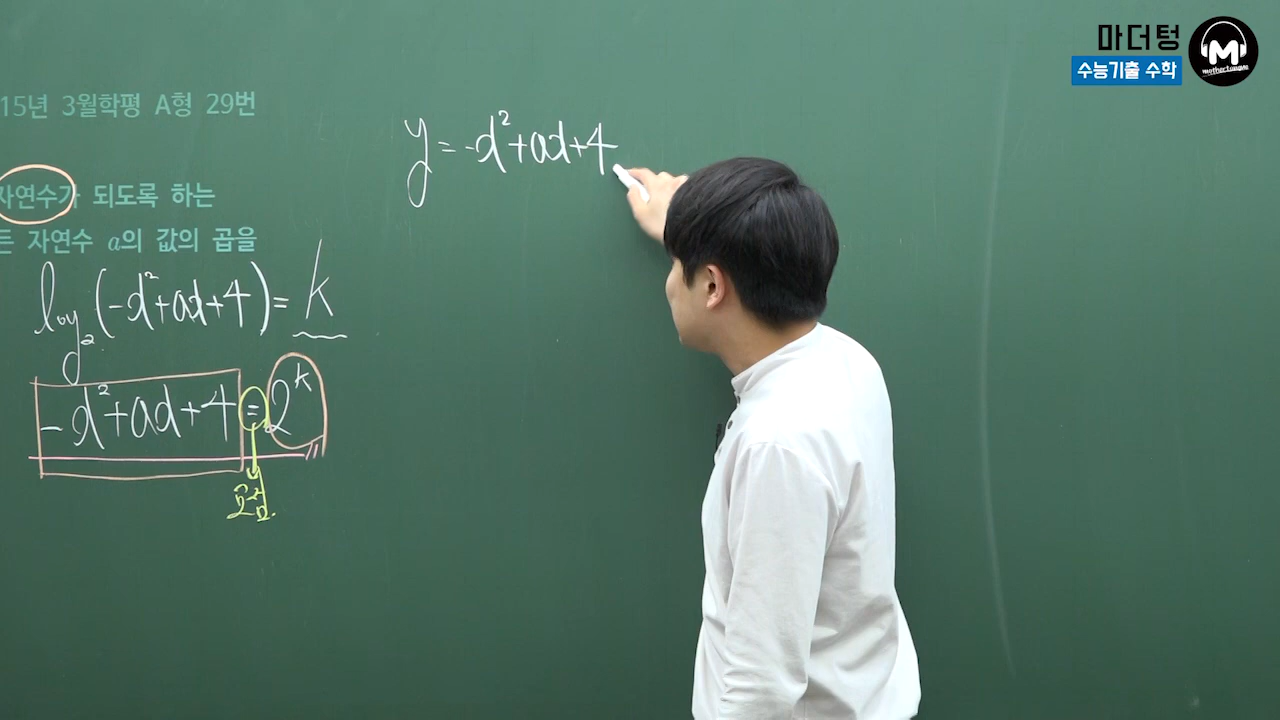 마더텅
수능기출 수학
mothertongue
15년 3월학평 A형 29번
자연수가 되도록 하는
든 자연수 a의 값의 곱을
log₂(-x²+ax+4)=k
-x²+ax+4=2ᵏ
교점.
y=-x²+ax+4